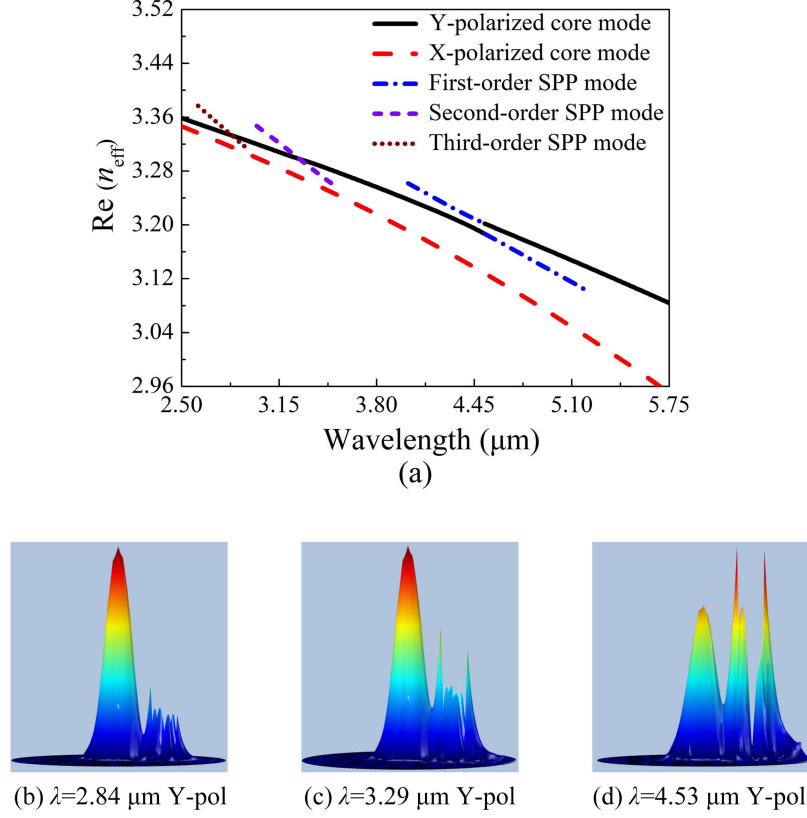 3.52
3.44
3.36
3.28
3.20
3.12
3.04
2.96
Re (n_eff)
Y-polarized core mode
X-polarized core mode
First-order SPP mode
Second-order SPP mode
Third-order SPP mode
2.50 3.15 3.80 4.45 5.10 5.75
Wavelength (μm)
(a)
(b) λ=2.84 μm Y-pol
(c) λ=3.29 μm Y-pol
(d) λ=4.53 μm Y-pol